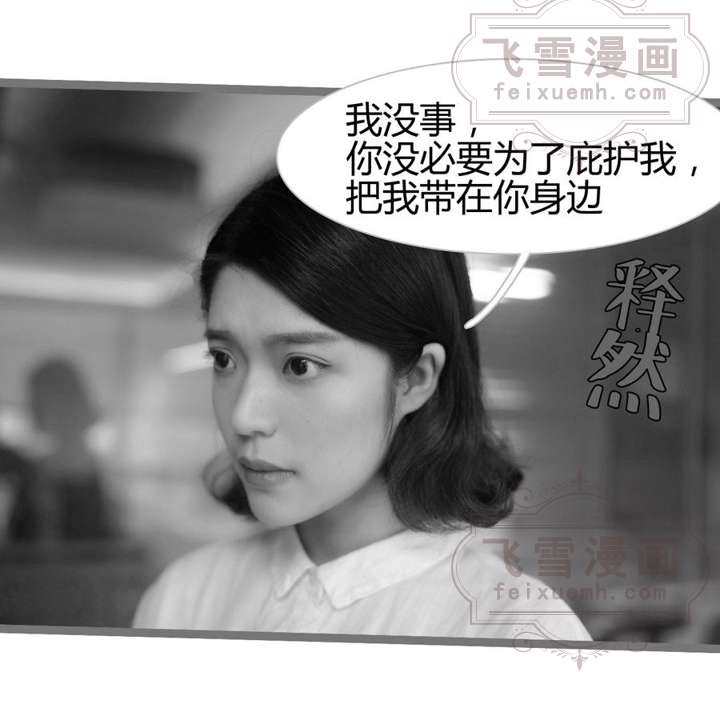 飞雪漫画
feixuemh.com
我没事，
你没必要为了庇护我，
把我带在你身边
释然
飞雪漫画
feixuemh.com